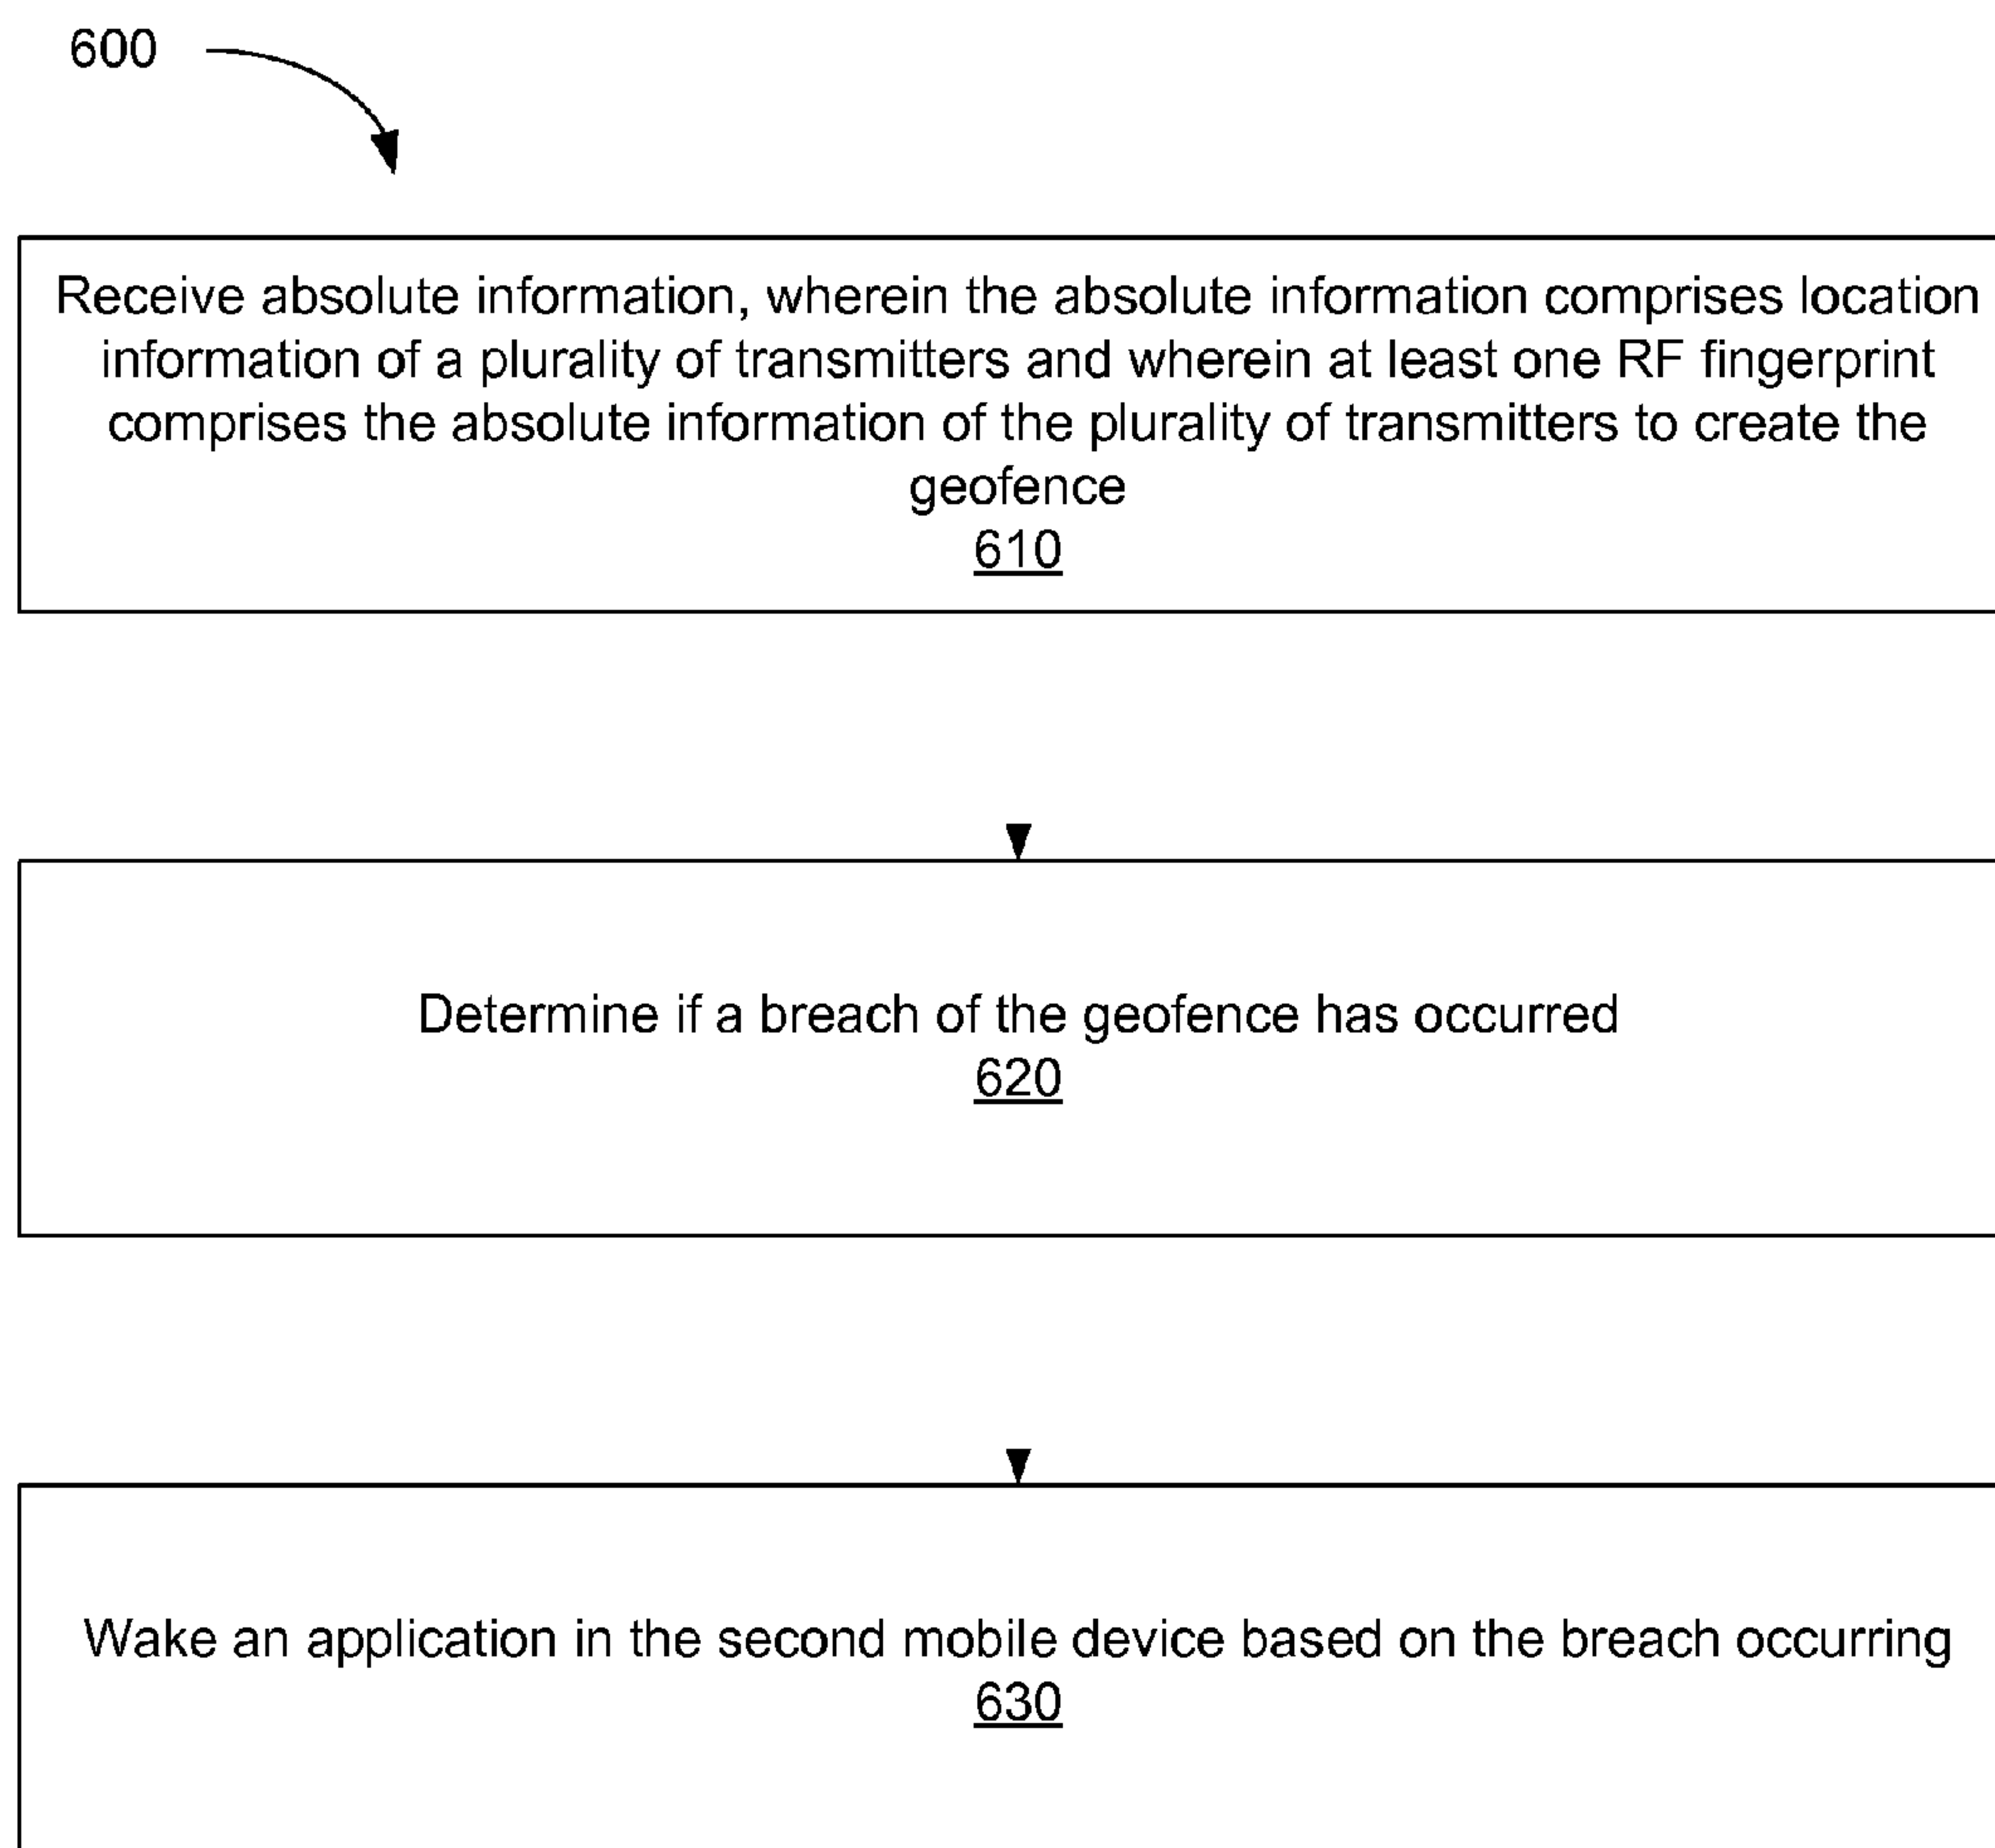 600
Receive absolute information, wherein the absolute information comprises location
information of a plurality of transmitters and wherein at least one RF fingerprint
comprises the absolute information of the plurality of transmitters to create the
geofence
610
Determine if a breach of the geofence has occurred
620
Wake an application in the second mobile device based on the breach occurring
630